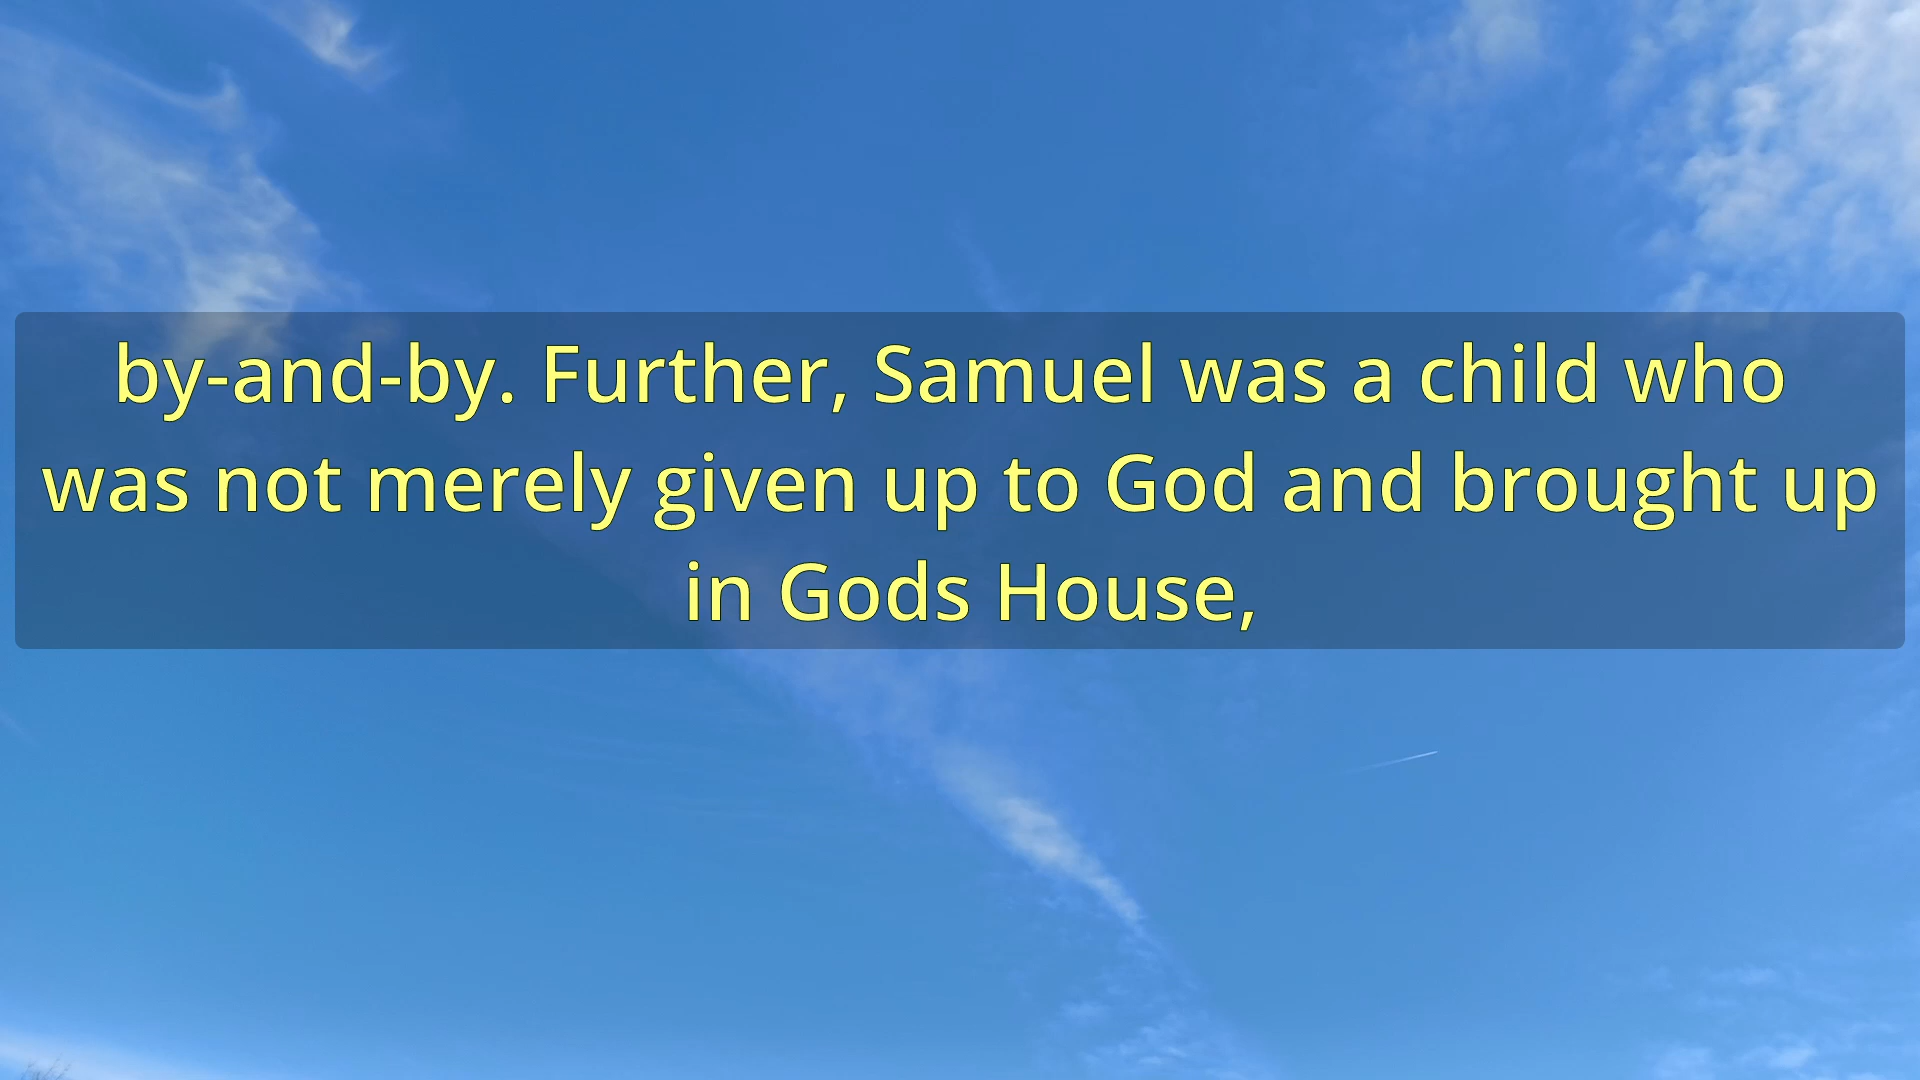 by-and-by. Further, Samuel was a child who
was not merely given up to God and brought up
in Gods House,